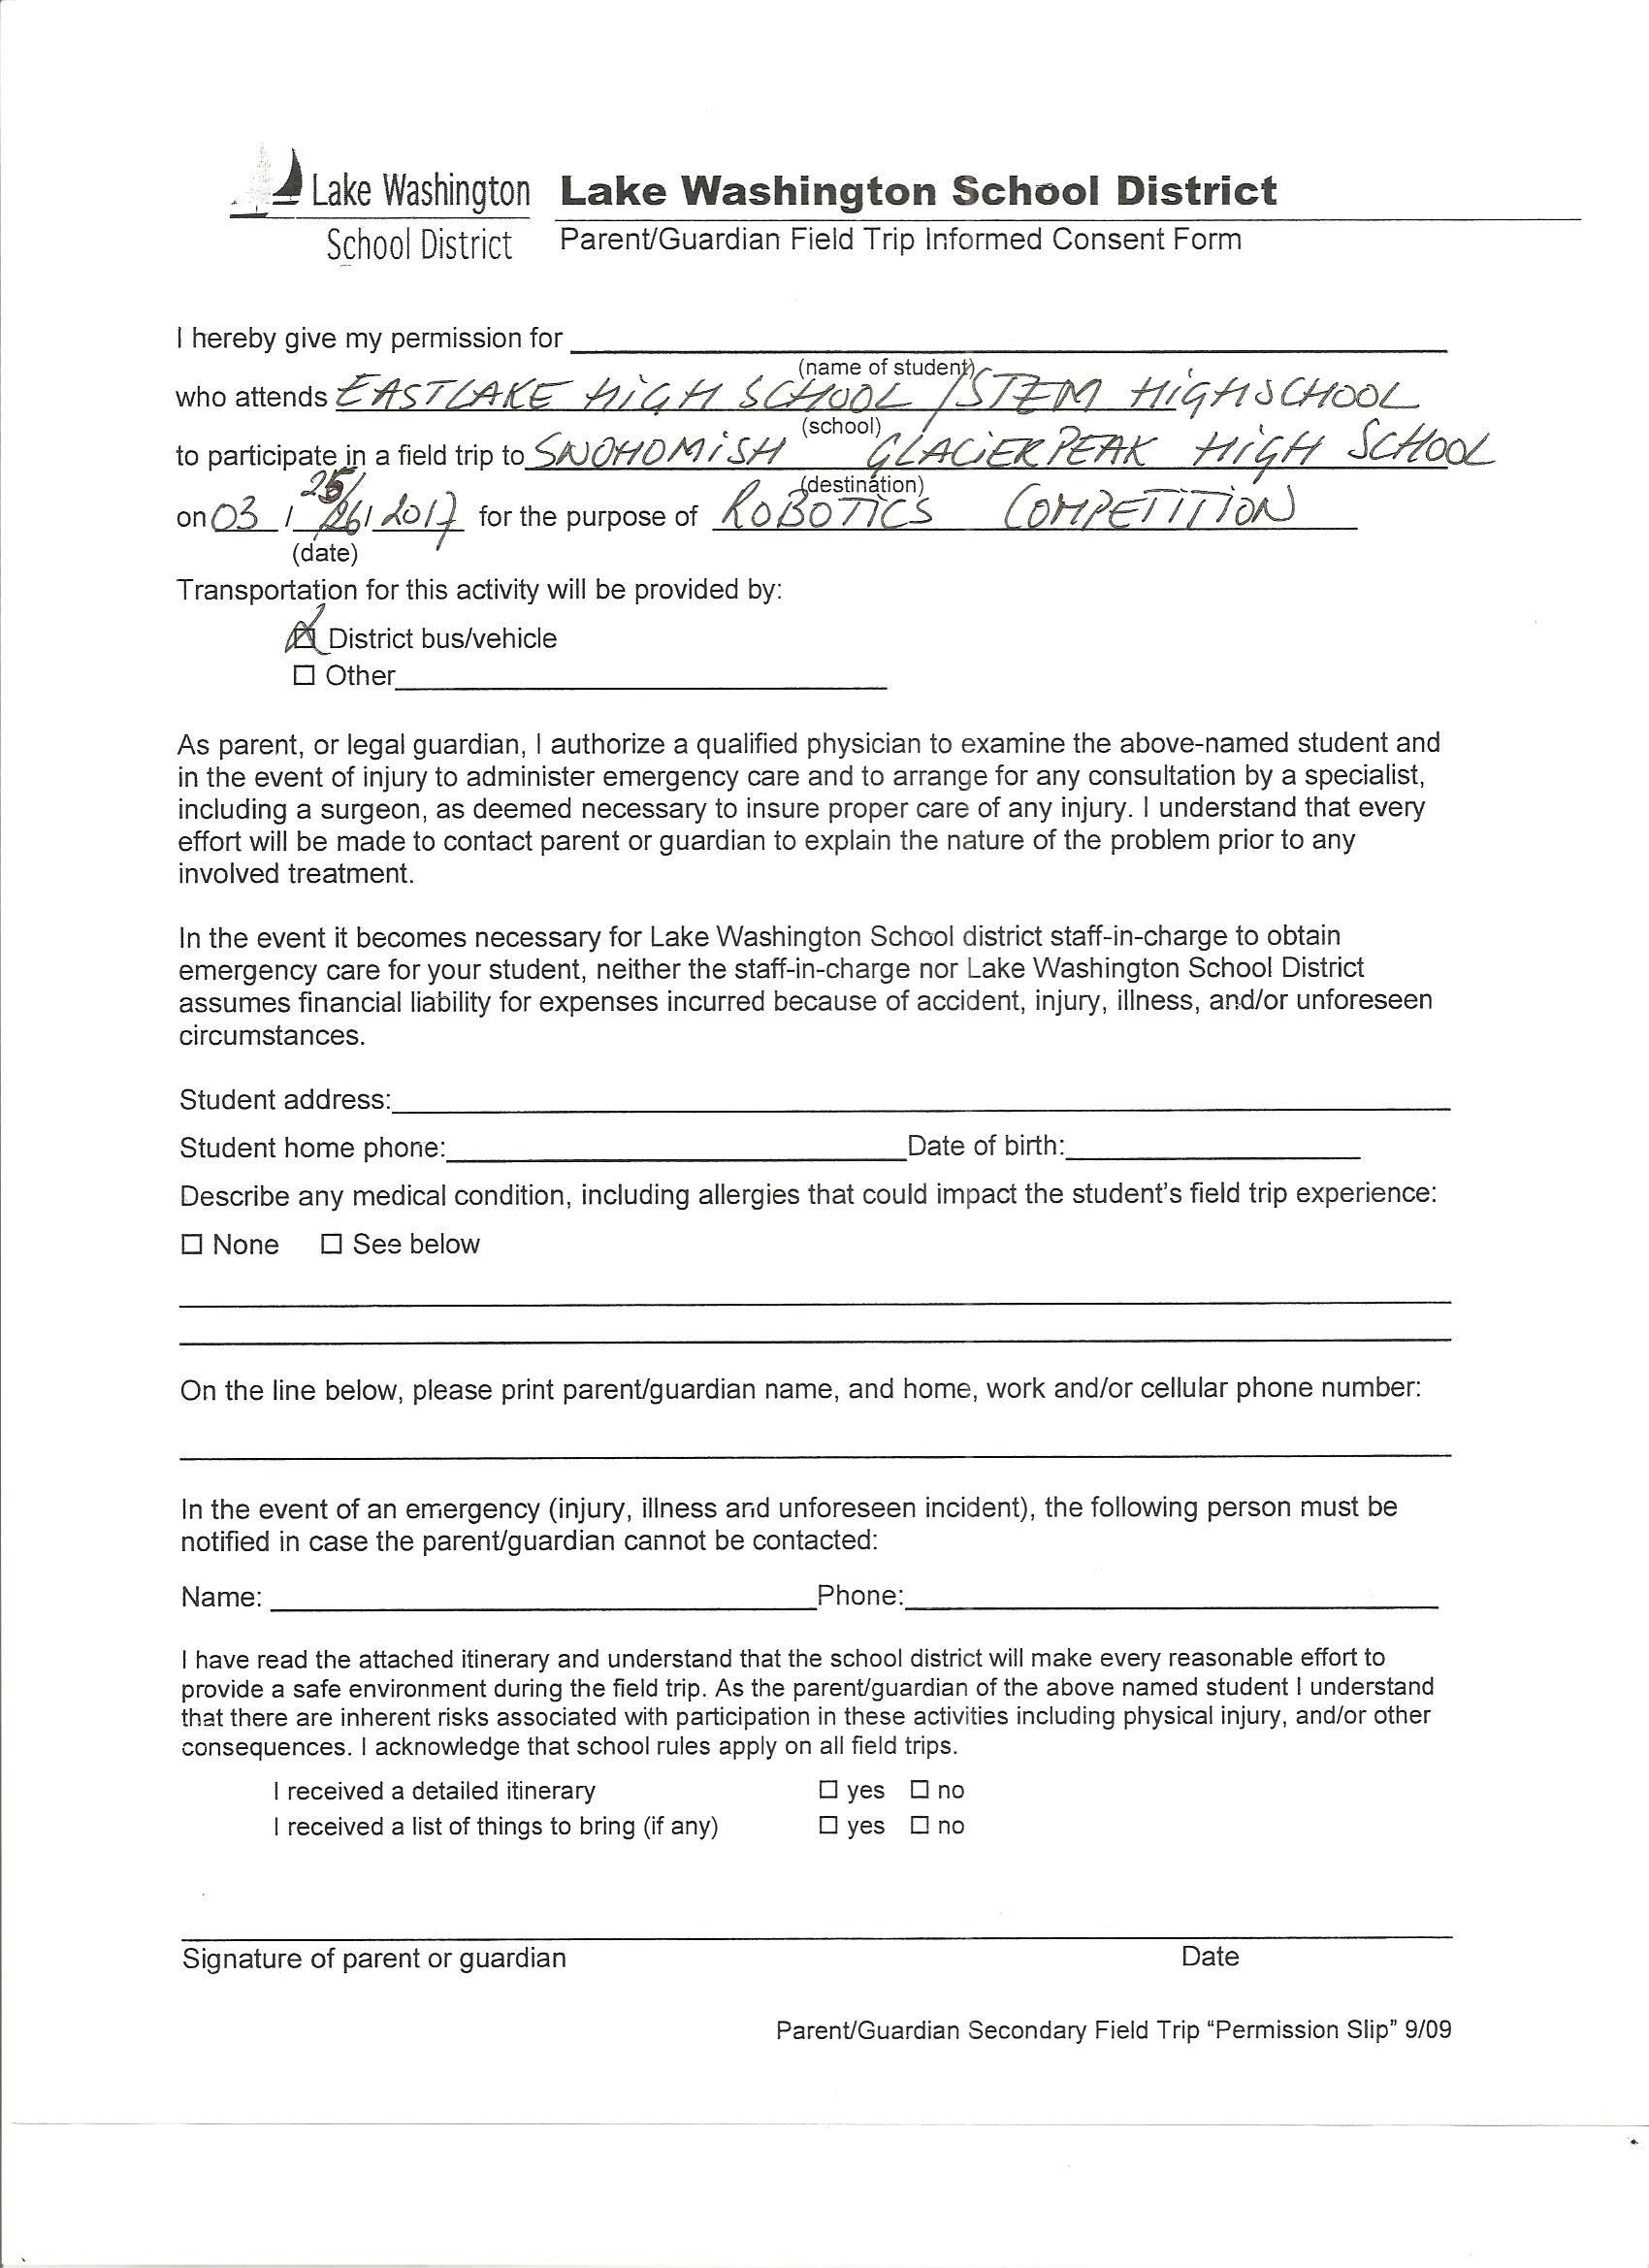 Lake Washington
School District
Lake Washington School District
Parent/Guardian Field Trip Informed Consent Form
I hereby give my permission for
(name of student)
who attends EASTLAKE HiGH SCHOOL / STEM HiGH SCHOOL
(school)
to participate in a field trip to SNOHOMiSH GLACiER PEAK HiGH SCHOOL
(destination)
25/
on 03 / 26 / 2017 for the purpose of ROBOTiCS COMPETiTiON
(date)
Transportation for this activity will be provided by:
District bus/vehicle
Other
As parent, or legal guardian, I authorize a qualified physician to examine the above-named student and
in the event of injury to administer emergency care and to arrange for any consultation by a specialist,
including a surgeon, as deemed necessary to insure proper care of any injury. I understand that every
effort will be made to contact parent or guardian to explain the nature of the problem prior to any
involved treatment.
In the event it becomes necessary for Lake Washington School district staff-in-charge to obtain
emergency care for your student, neither the staff-in-charge nor Lake Washington School District
assumes financial liability for expenses incurred because of accident, injury, illness, and/or unforeseen
circumstances.
Student address:
Student home phone: Date of birth:
Describe any medical condition, including allergies that could impact the student's field trip experience:
☐ None ☐ See below
On the line below, please print parent/guardian name, and home, work and/or cellular phone number:
In the event of an emergency (injury, illness and unforeseen incident), the following person must be
notified in case the parent/guardian cannot be contacted:
Name: Phone:
I have read the attached itinerary and understand that the school district will make every reasonable effort to
provide a safe environment during the field trip. As the parent/guardian of the above named student I understand
that there are inherent risks associated with participation in these activities including physical injury, and/or other
consequences. I acknowledge that school rules apply on all field trips.
I received a detailed itinerary ☐ yes ☐ no
I received a list of things to bring (if any) ☐ yes ☐ no
Signature of parent or guardian Date
Parent/Guardian Secondary Field Trip “Permission Slip” 9/09